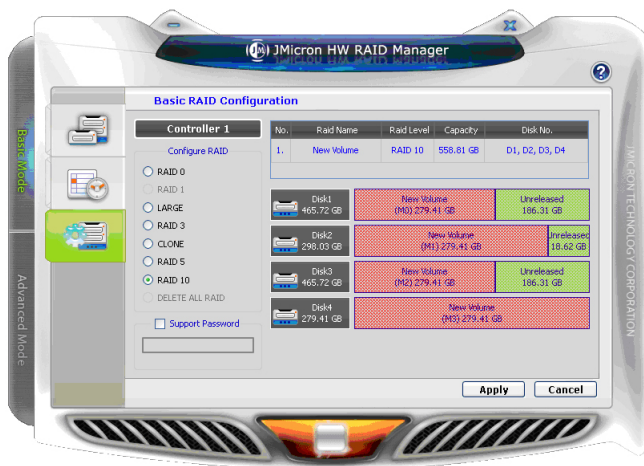 JMicron HW RAID Manager
?
Basic Mode
Advanced Mode
Basic RAID Configuration
Controller 1
Configure RAID
RAID 0
RAID 1
LARGE
RAID 3
CLONE
RAID 5
RAID 10
DELETE ALL RAID
Support Password
No. Raid Name Raid Level Capacity Disk No.
1. New Volume RAID 10 558.81 GB D1, D2, D3, D4
Disk1
465.72 GB
New Volume
(M0) 279.41 GB
Unreleased
186.31 GB
Disk2
298.03 GB
New Volume
(M1) 279.41 GB
Unreleased
18.62 GB
Disk3
465.72 GB
New Volume
(M2) 279.41 GB
Unreleased
186.31 GB
Disk4
279.41 GB
New Volume
(M3) 279.41 GB
Apply Cancel
JMICRON TECHNOLOGY CORPORATION